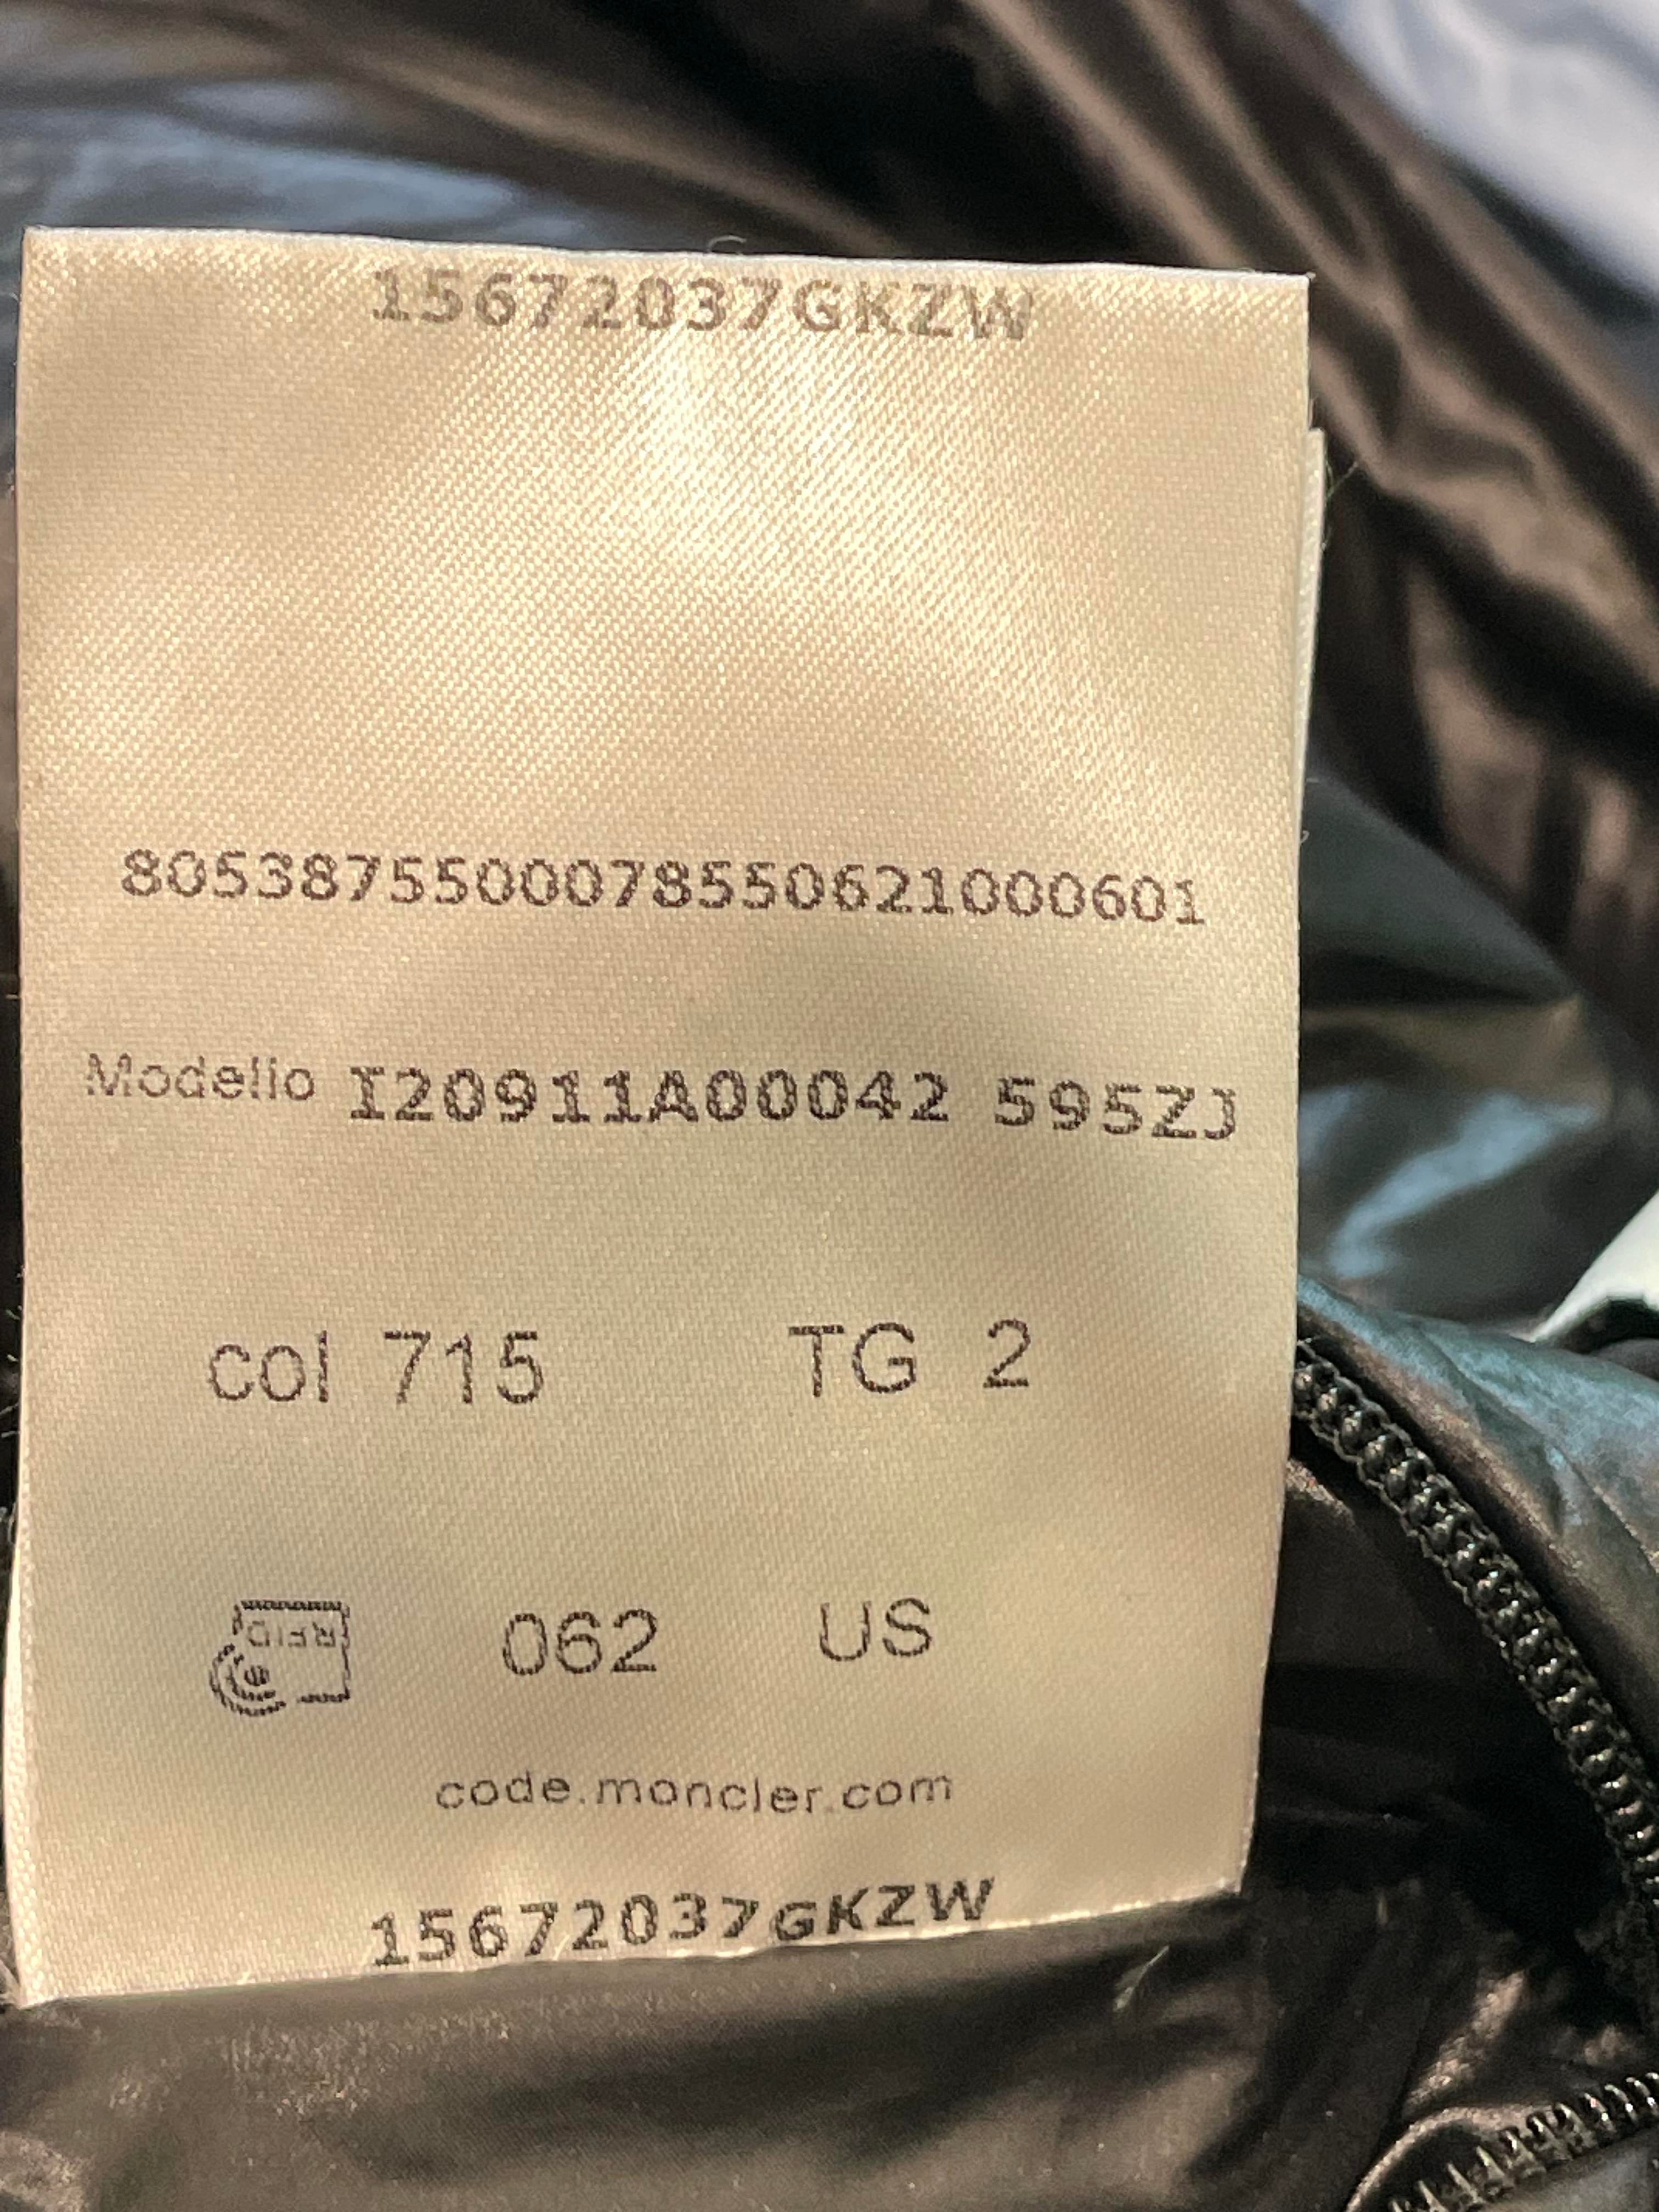 15672037GKZW
8053875500078550621000601
Modello I20911A00042 595ZJ
col 715 TG 2
RFID 062 US
code.moncler.com
15672037GKZW